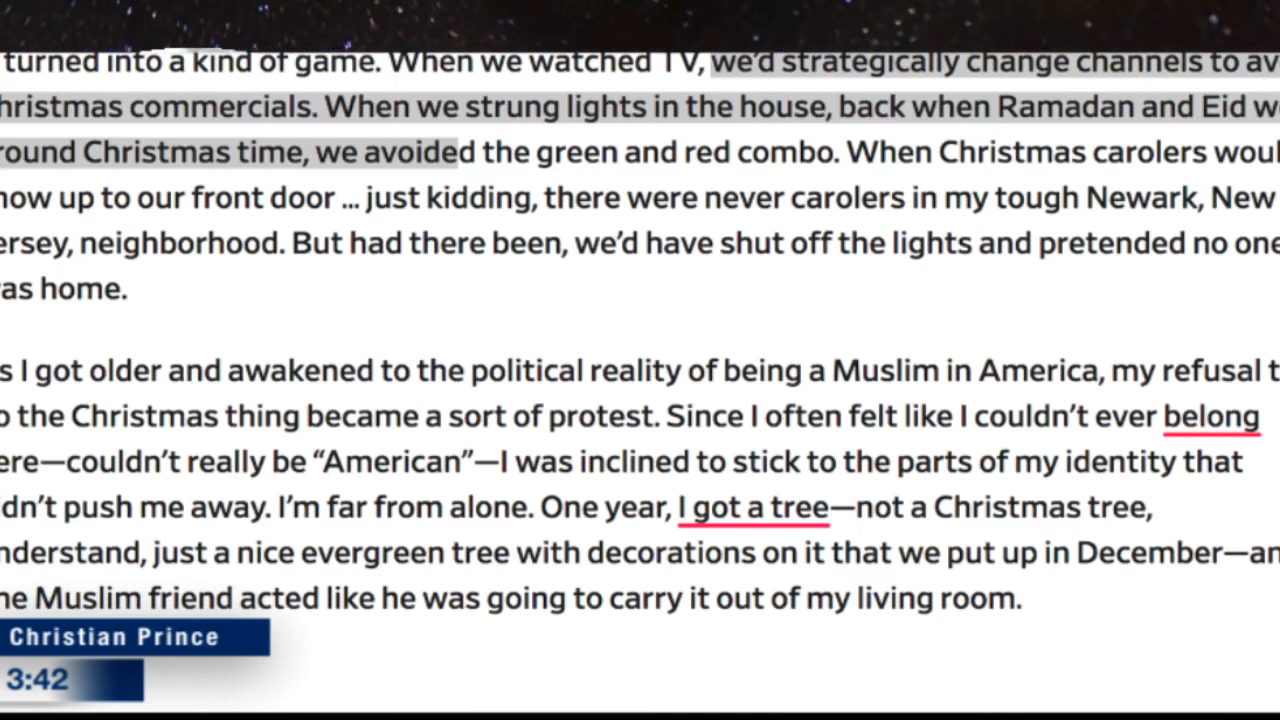 turned into a kind of game. When we watched TV, we'd strategically change channels to av
hristmas commercials. When we strung lights in the house, back when Ramadan and Eid w
round Christmas time, we avoided the green and red combo. When Christmas carolers woul
now up to our front door ... just kidding, there were never carolers in my tough Newark, New
ersey, neighborhood. But had there been, we'd have shut off the lights and pretended no one
as home.
s I got older and awakened to the political reality of being a Muslim in America, my refusal t
o the Christmas thing became a sort of protest. Since I often felt like I couldn't ever belong
ere—couldn't really be “American”—I was inclined to stick to the parts of my identity that
dn't push me away. I'm far from alone. One year, I got a tree—not a Christmas tree,
nderstand, just a nice evergreen tree with decorations on it that we put up in December—an
ne Muslim friend acted like he was going to carry it out of my living room.
Christian Prince
3:42